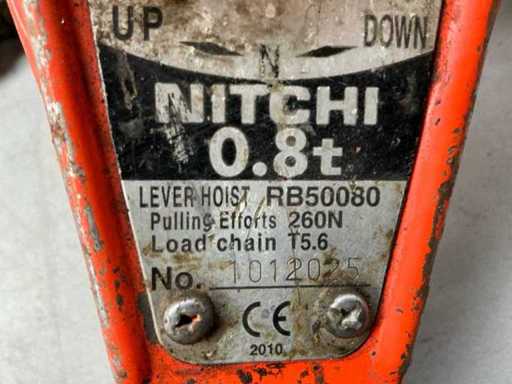 UP DOWN
N
NITCHI
0.8t
LEVER HOIST RB50080
Pulling Efforts 260N
Load chain T5.6
No. 1012025
CE
2010